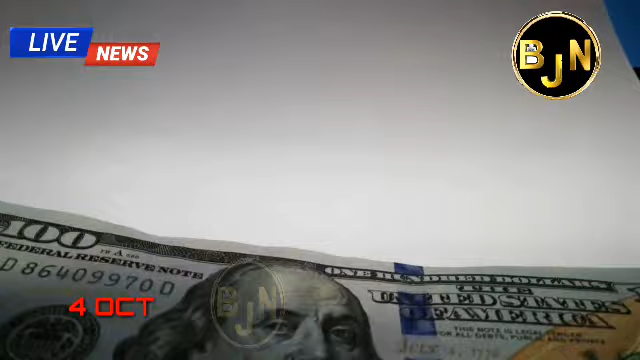 LIVE
NEWS
BJN
100
FEDERAL RESERVE NOTE
ONE HUNDRED DOLLARS
D 86409970 D
THE
UNITED STATES
OF AMERICA
4 OCT
BJN
THIS NOTE IS LEGAL TENDER
FOR ALL DEBTS, PUBLIC AND PRIVATE